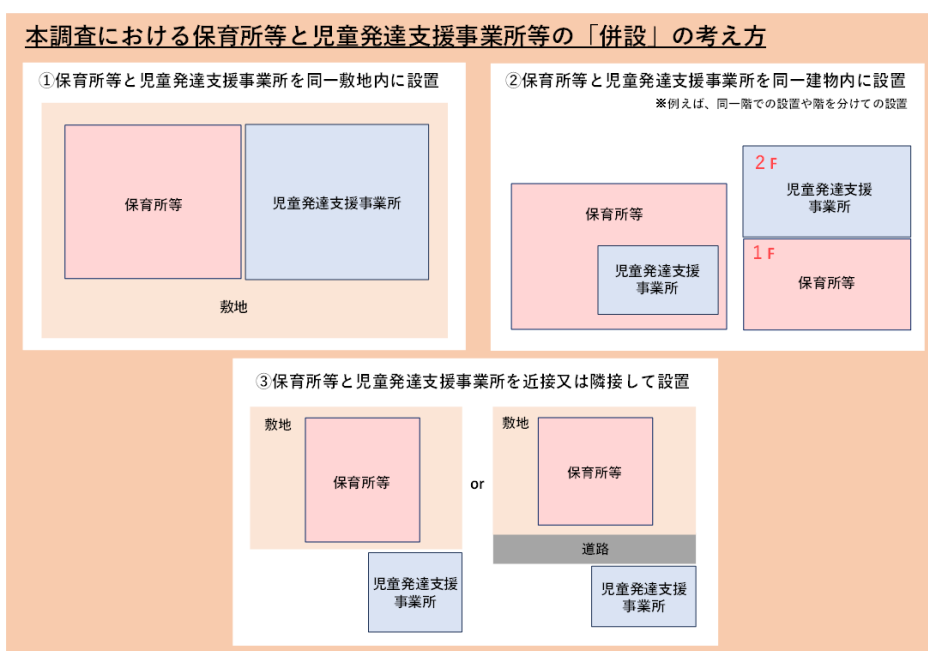 本調査における保育所等と児童発達支援事業所等の「併設」の考え方
①保育所等と児童発達支援事業所を同一敷地内に設置
保育所等
児童発達支援事業所
敷地
②保育所等と児童発達支援事業所を同一建物内に設置
※例えば、同一階での設置や階を分けての設置
保育所等
児童発達支援
事業所
2F
児童発達支援
事業所
1F
保育所等
③保育所等と児童発達支援事業所を近接又は隣接して設置
敷地
保育所等
児童発達支援
事業所
or
敷地
保育所等
道路
児童発達支援
事業所